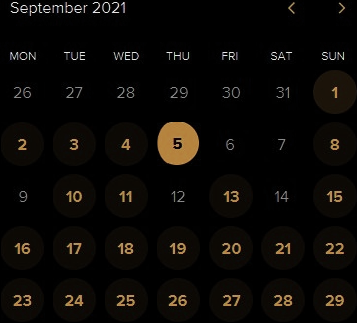 September 2021
MON TUE WED THU FRI SAT SUN
26 27 28 29 30 31 1
2 3 4 5 6 7 8
9 10 11 12 13 14 15
16 17 18 19 20 21 22
23 24 25 26 27 28 29